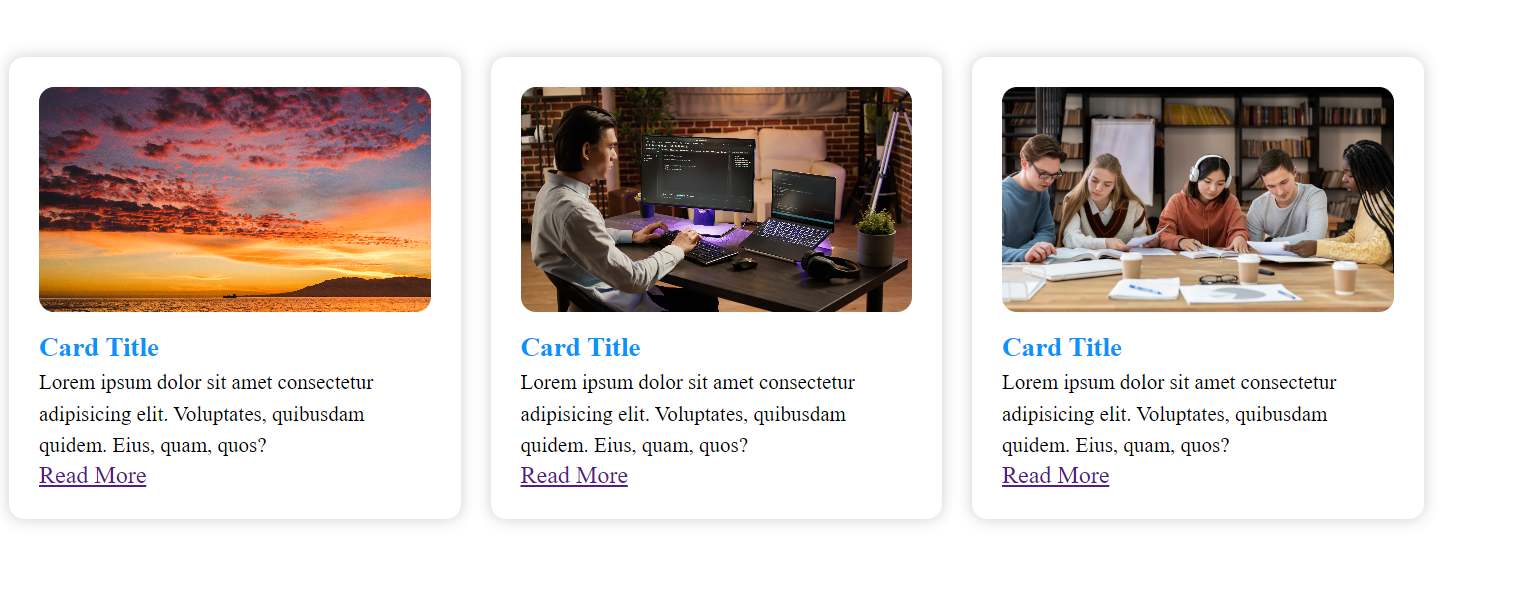 Card Title
Lorem ipsum dolor sit amet consectetur
adipisicing elit. Voluptates, quibusdam
quidem. Eius, quam, quos?
Read More
Card Title
Lorem ipsum dolor sit amet consectetur
adipisicing elit. Voluptates, quibusdam
quidem. Eius, quam, quos?
Read More
Card Title
Lorem ipsum dolor sit amet consectetur
adipisicing elit. Voluptates, quibusdam
quidem. Eius, quam, quos?
Read More